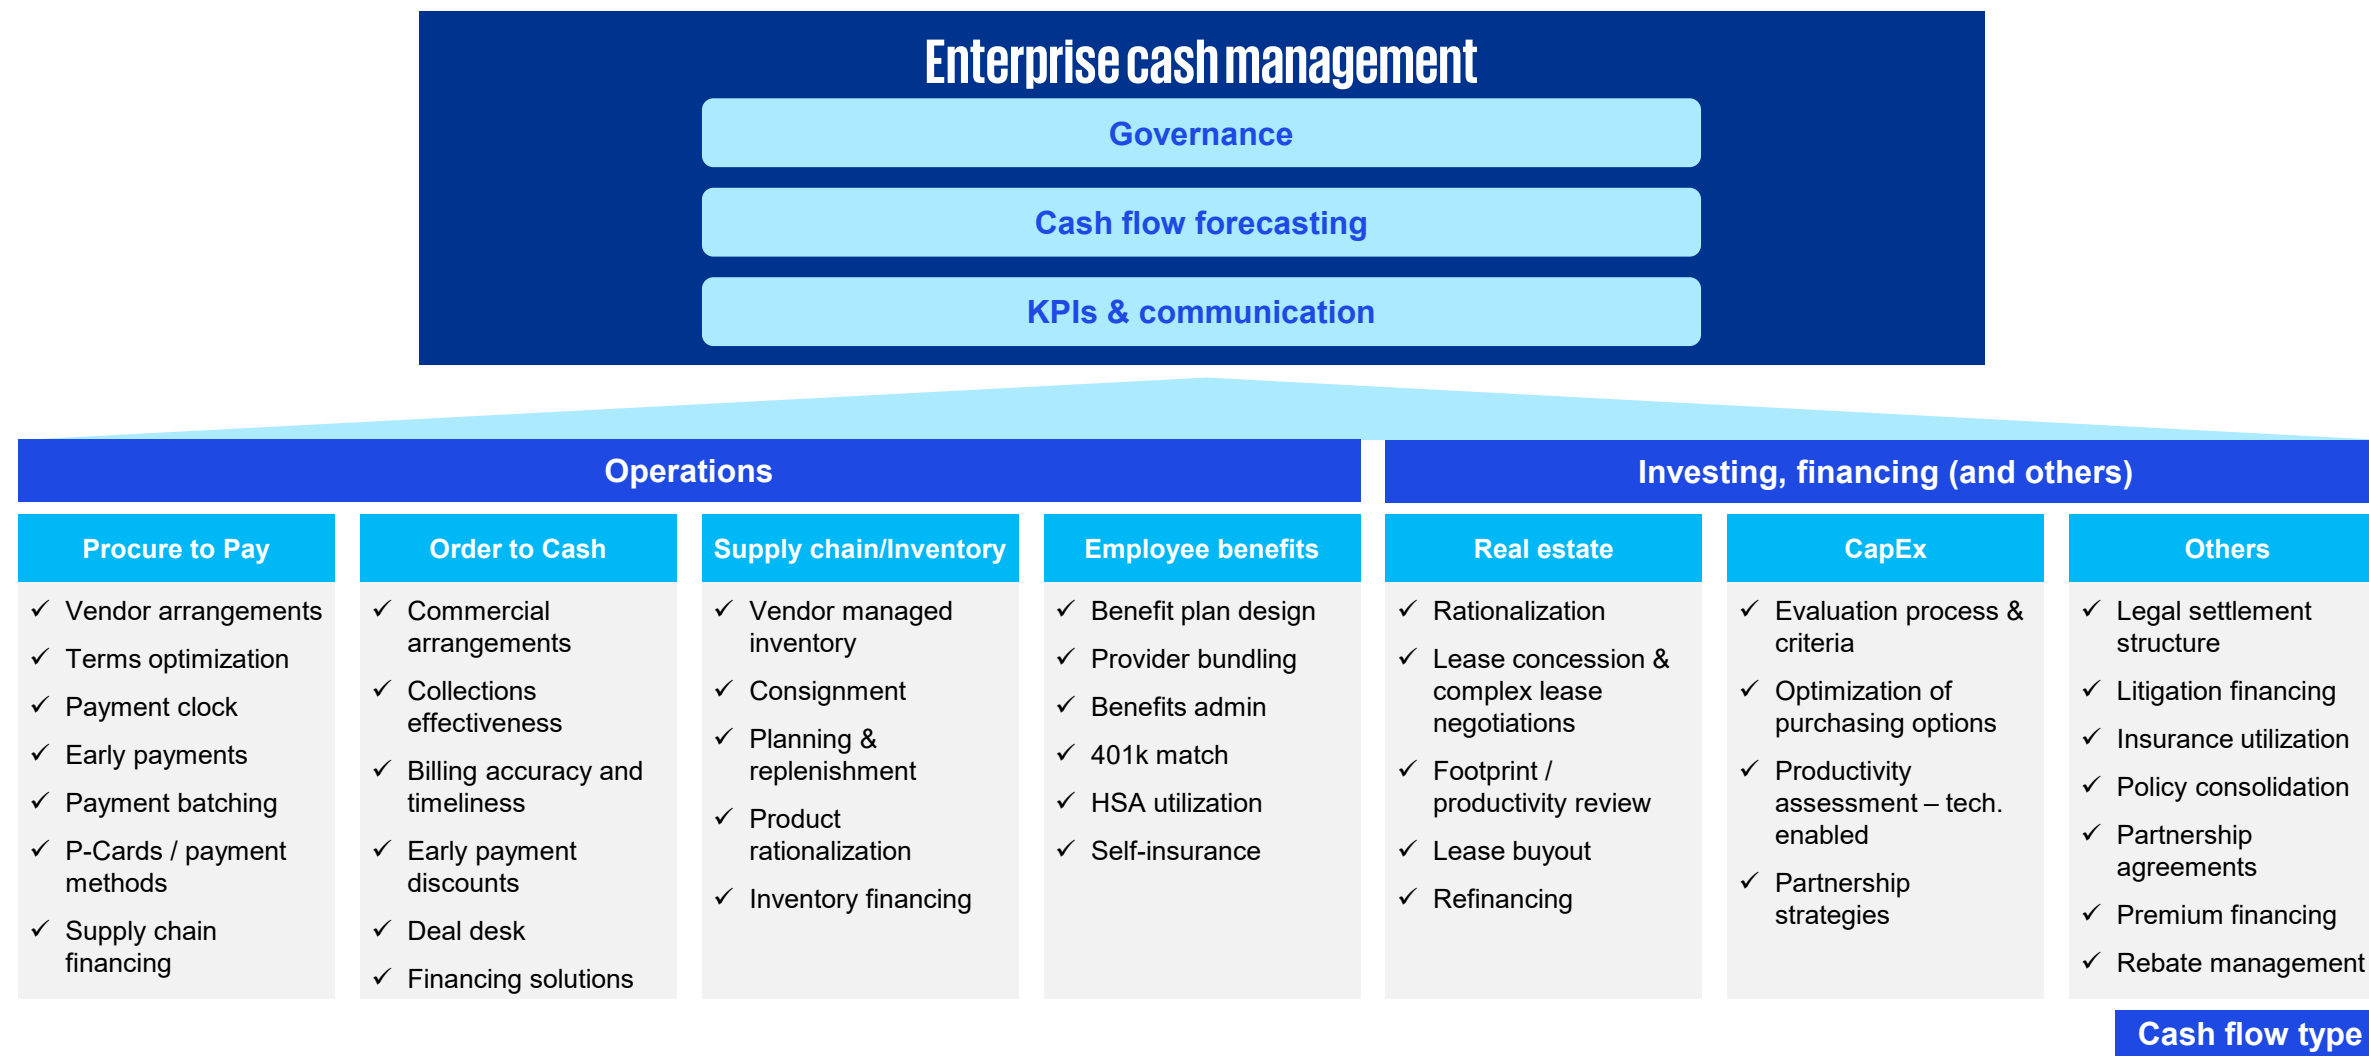 Enterprise cash management
Governance
Cash flow forecasting
KPIs & communication
Operations
Investing, financing (and others)
Procure to Pay
Vendor arrangements
Terms optimization
Payment clock
Early payments
Payment batching
P-Cards / payment
methods
Supply chain
financing
Order to Cash
Commercial
arrangements
Collections
effectiveness
Billing accuracy and
timeliness
Early payment
discounts
Deal desk
Financing solutions
Supply chain/Inventory
Vendor managed
inventory
Consignment
Planning &
replenishment
Product
rationalization
Inventory financing
Employee benefits
Benefit plan design
Provider bundling
Benefits admin
401k match
HSA utilization
Self-insurance
Real estate
Rationalization
Lease concession &
complex lease
negotiations
Footprint /
productivity review
Lease buyout
Refinancing
CapEx
Evaluation process &
criteria
Optimization of
purchasing options
Productivity
assessment – tech.
enabled
Partnership
strategies
Others
Legal settlement
structure
Litigation financing
Insurance utilization
Policy consolidation
Partnership
agreements
Premium financing
Rebate management
Cash flow type